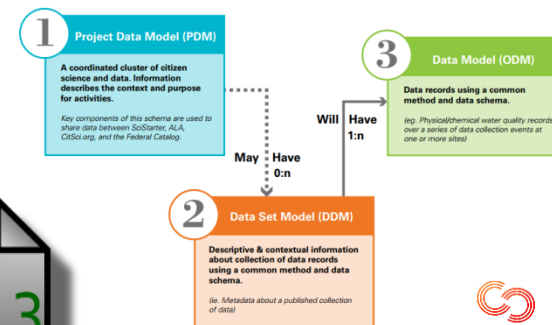 1
Project Data Model (PDM)
A coordinated cluster of citizen
science and data. Information
describes the context and purpose
for activities.
Key components of this schema are used to
share data between SciStarter, ALA,
CitSci.org, and the Federal Catalog.
3
Data Model (ODM)
Data records using a common
method and data schema.
(eg. Physical/chemical water quality records
over a series of data collection events at
one or more sites)
Will Have
1:n
May Have
0:n
2
Data Set Model (DDM)
Descriptive & contextual information
about collection of data records
using a common method and data
schema.
(ie. Metadata about a published collection
of data)
3